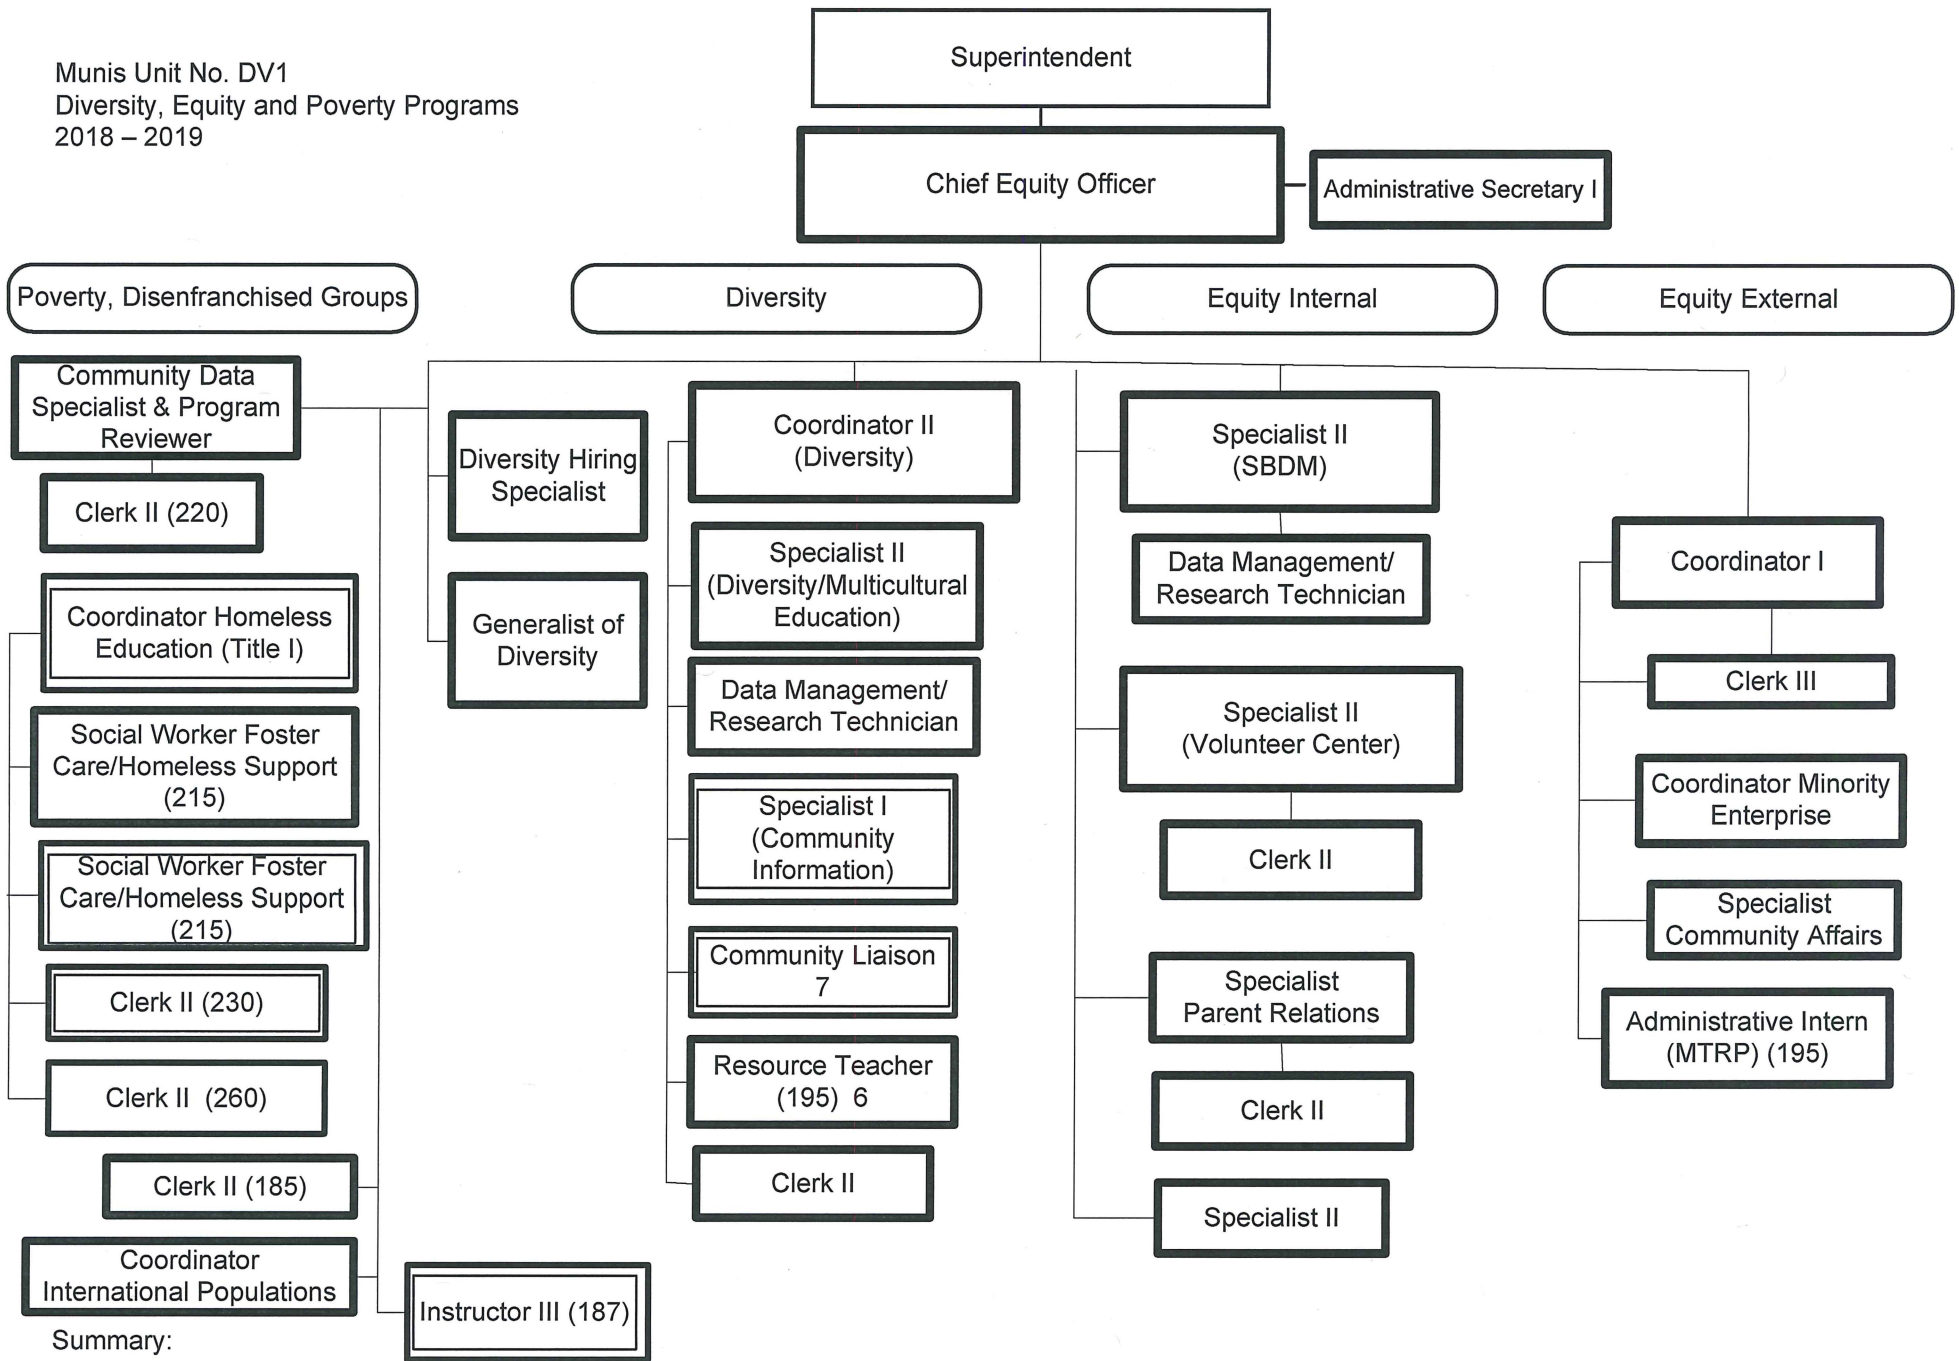 Munis Unit No. DV1
Diversity, Equity and Poverty Programs
2018 – 2019
Superintendent
Chief Equity Officer
Administrative Secretary I
Poverty, Disenfranchised Groups
Diversity
Equity Internal
Equity External
Community Data
Specialist & Program
Reviewer
Clerk II (220)
Coordinator Homeless
Education (Title I)
Social Worker Foster
Care/Homeless Support
(215)
Social Worker Foster
Care/Homeless Support
(215)
Clerk II (230)
Clerk II (260)
Clerk II (185)
Coordinator
International Populations
Instructor III (187)
Diversity Hiring
Specialist
Generalist of
Diversity
Coordinator II
(Diversity)
Specialist II
(Diversity/Multicultural
Education)
Data Management/
Research Technician
Specialist I
(Community
Information)
Community Liaison
7
Resource Teacher
(195) 6
Clerk II
Specialist II
(SBDM)
Data Management/
Research Technician
Specialist II
(Volunteer Center)
Clerk II
Specialist
Parent Relations
Clerk II
Specialist II
Coordinator I
Clerk III
Coordinator Minority
Enterprise
Specialist
Community Affairs
Administrative Intern
(MTRP) (195)
Summary: